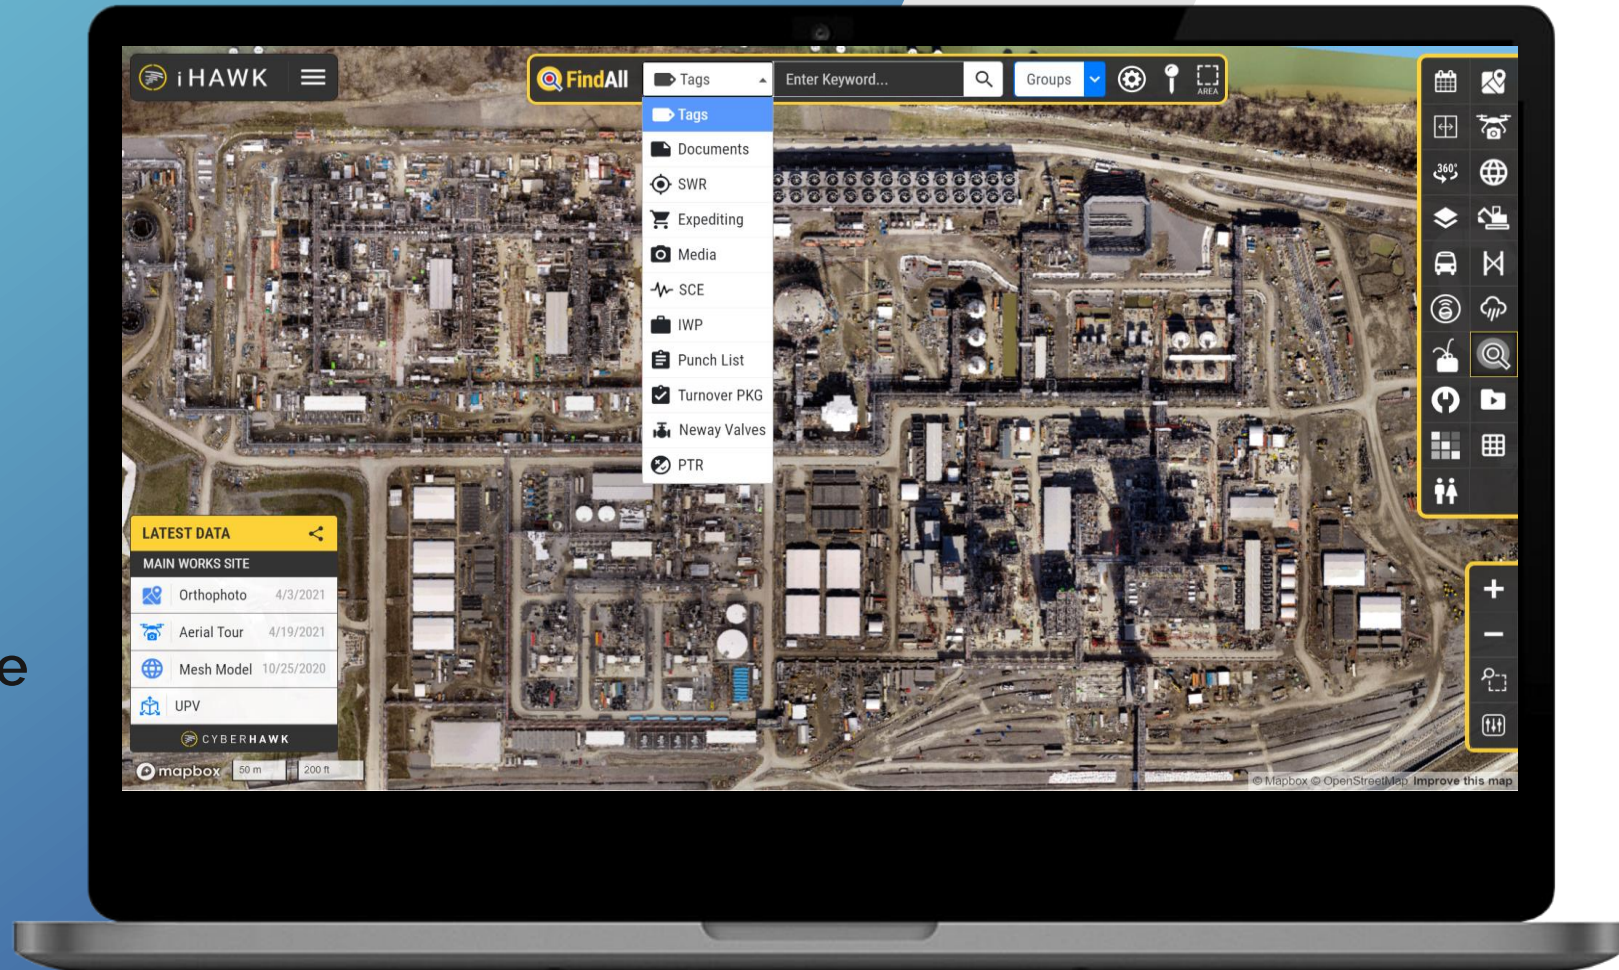 iHAWK
FindAll
Tags
Enter Keyword...
Groups
AREA
Tags
Documents
SWR
Expediting
Media
SCE
IWP
Punch List
Turnover PKG
Neway Valves
PTR
360°
LATEST DATA
MAIN WORKS SITE
Orthophoto 4/3/2021
Aerial Tour 4/19/2021
Mesh Model 10/25/2020
UPV
CYBERHAWK
mapbox
50 m 200 ft
© Mapbox © OpenStreetMap Improve this map
e